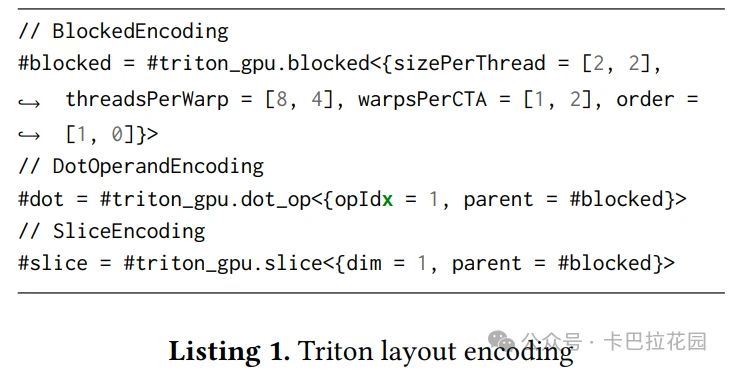 // BlockedEncoding
#blocked = #triton_gpu.blocked<{sizePerThread = [2, 2],
↪ threadsPerWarp = [8, 4], warpsPerCTA = [1, 2], order =
↪ [1, 0]}>
// DotOperandEncoding
#dot = #triton_gpu.dot_op<{opIdx = 1, parent = #blocked}>
// SliceEncoding
#slice = #triton_gpu.slice<{dim = 1, parent = #blocked}>
Listing 1. Triton layout encoding
公众号 · 卡巴拉花园